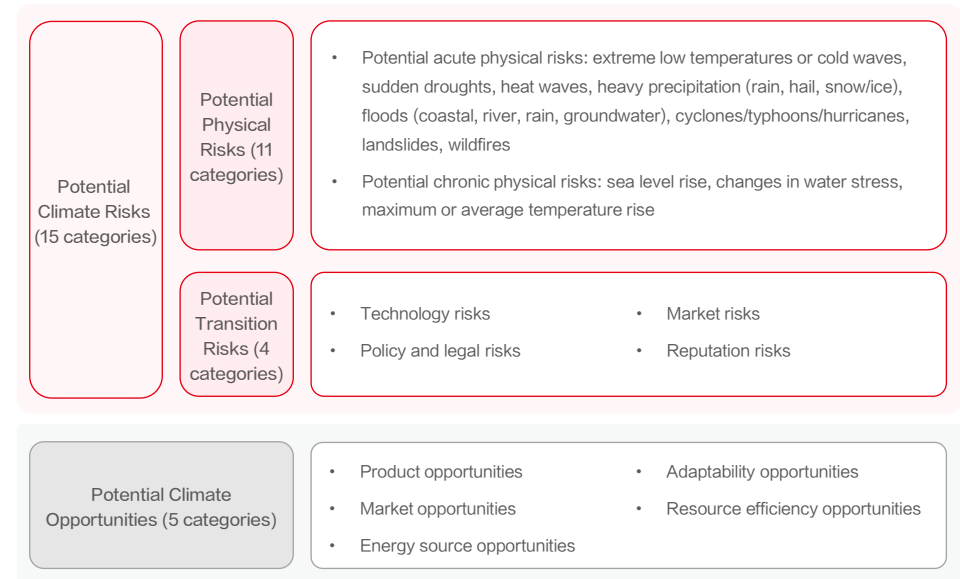 Potential
Climate Risks
(15 categories)
Potential
Physical
Risks (11
categories)
• Potential acute physical risks: extreme low temperatures or cold waves,
sudden droughts, heat waves, heavy precipitation (rain, hail, snow/ice),
floods (coastal, river, rain, groundwater), cyclones/typhoons/hurricanes,
landslides, wildfires
• Potential chronic physical risks: sea level rise, changes in water stress,
maximum or average temperature rise
Potential
Transition
Risks (4
categories)
• Technology risks
• Policy and legal risks
• Market risks
• Reputation risks
Potential Climate
Opportunities (5 categories)
• Product opportunities
• Market opportunities
• Energy source opportunities
• Adaptability opportunities
• Resource efficiency opportunities